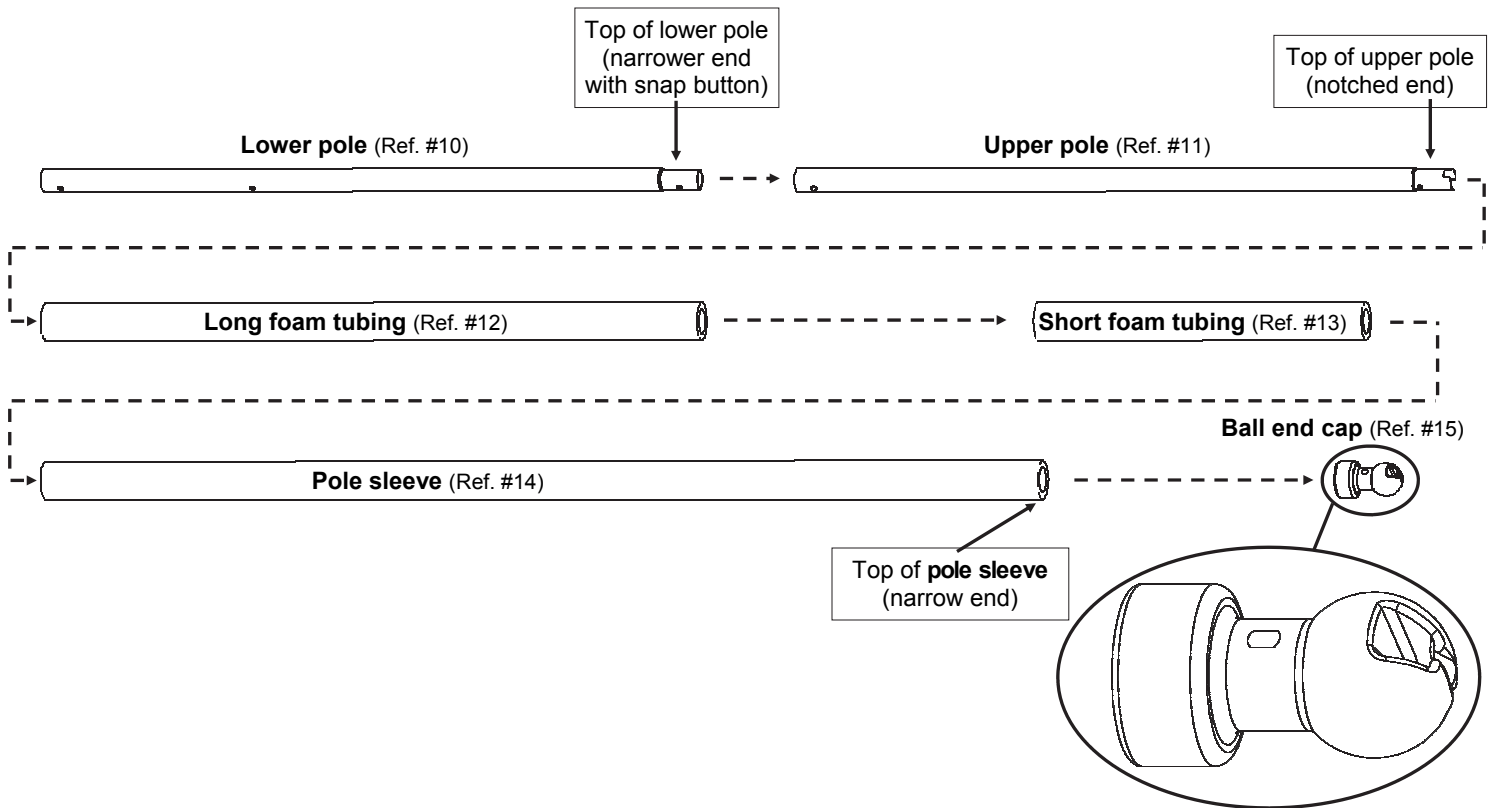 Top of lower pole
(narrower end
with snap button)
Top of upper pole
(notched end)
Lower pole (Ref. #10)
Upper pole (Ref. #11)
Long foam tubing (Ref. #12)
Short foam tubing (Ref. #13)
Ball end cap (Ref. #15)
Pole sleeve (Ref. #14)
Top of pole sleeve
(narrow end)